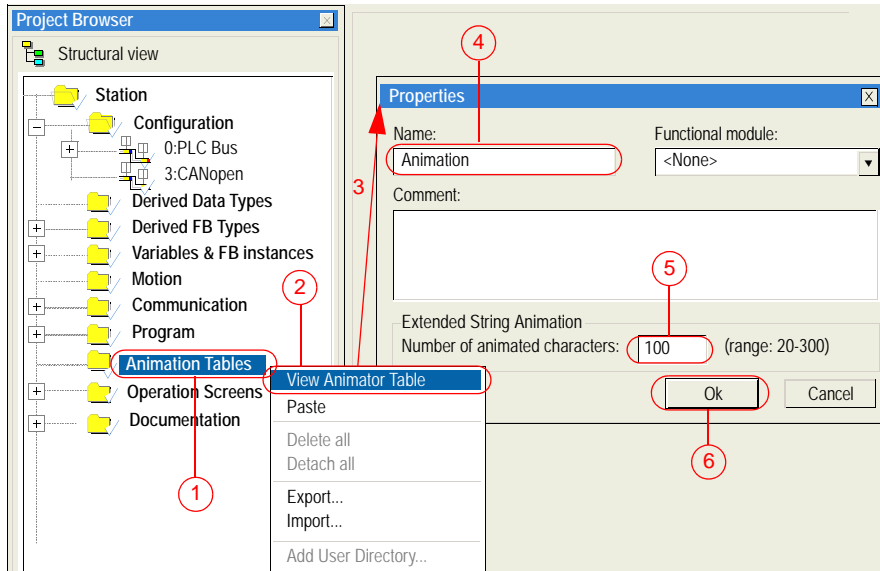 Project Browser
Structural view
Station
Configuration
0:PLC Bus
3:CANopen
Derived Data Types
Derived FB Types
Variables & FB instances
Motion
Communication
Program
Animation Tables
Operation Screens
Documentation
1
2
View Animator Table
Paste
Delete all
Detach all
Export...
Import...
Add User Directory...
3
4
Properties
Name:
Functional module:
Animation
<None>
Comment:
5
Extended String Animation
Number of animated characters: 100 (range: 20-300)
Ok
Cancel
6